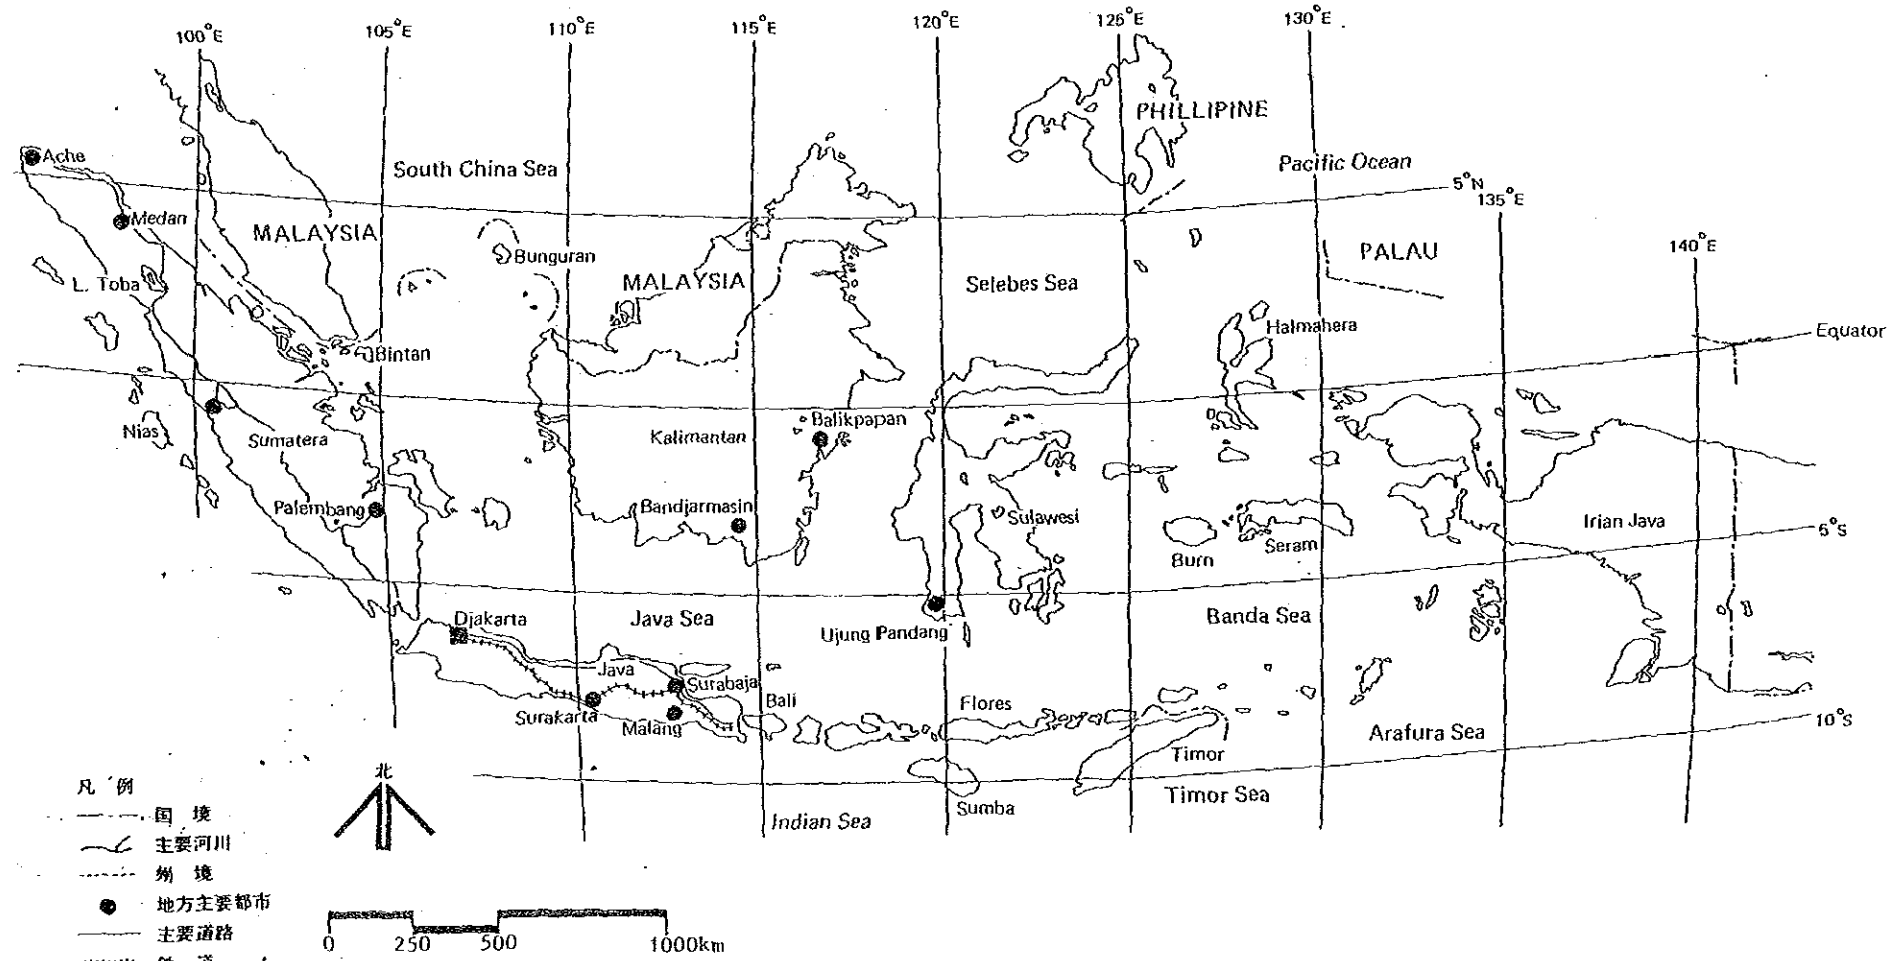 100°E
105°E
110°E
115°E
120°E
125°E
130°E
PHILLIPINE
Ache
South China Sea
Pacific Ocean
5°N
135°E
Medan
MALAYSIA
Bunguran
PALAU
140°E
L. Toba
MALAYSIA
Selebes Sea
Halmahera
Equator
Bintan
Nias
Sumatera
Kalimantan
Balikpapan
Palembang
Bandjarmasin
Sulawesi
Burn
Seram
Irian Java
5°S
Djakarta
Java Sea
Ujung Pandang
Banda Sea
Java
Surabaja
Bali
Flores
Surakarta
Malang
Timor
Arafura Sea
10°S
Sumba
Timor Sea
Indian Sea
北
凡 例
国 境
主要河川
州 境
地方主要都市
主要道路
鉄 道
0 250 500 1000km